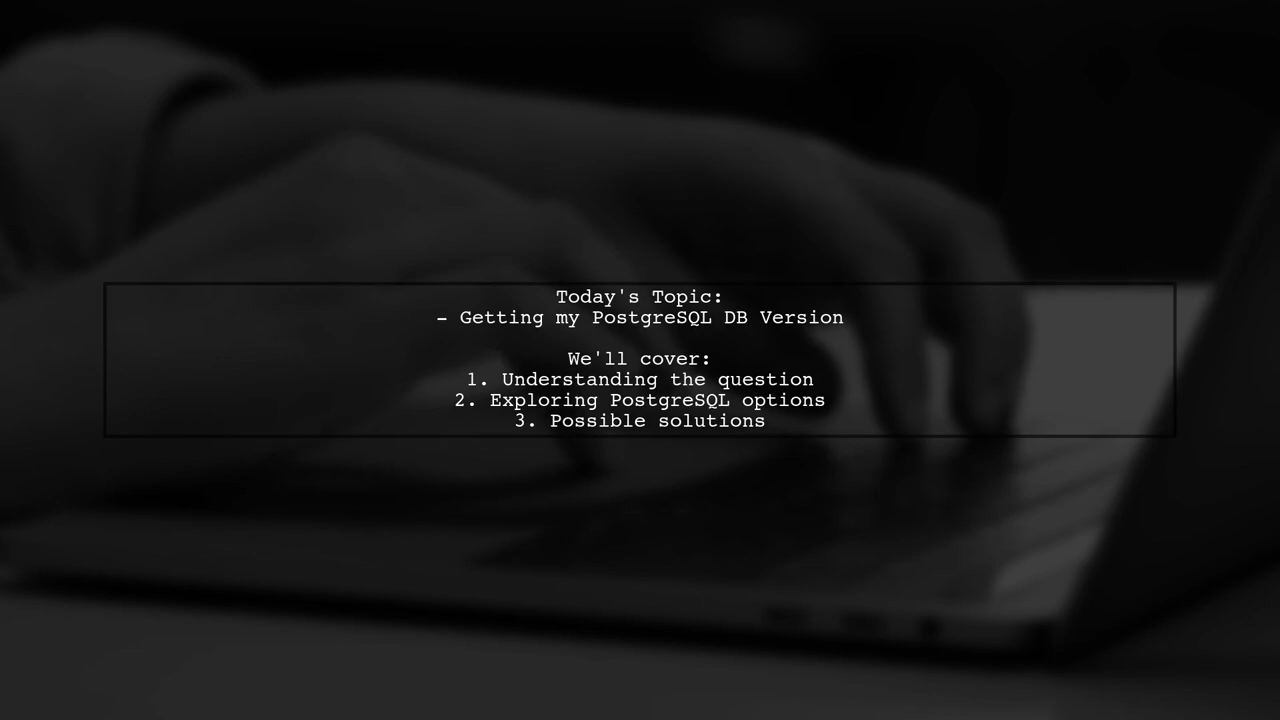 Today's Topic:
- Getting my PostgreSQL DB Version
We'll cover:
1. Understanding the question
2. Exploring PostgreSQL options
3. Possible solutions